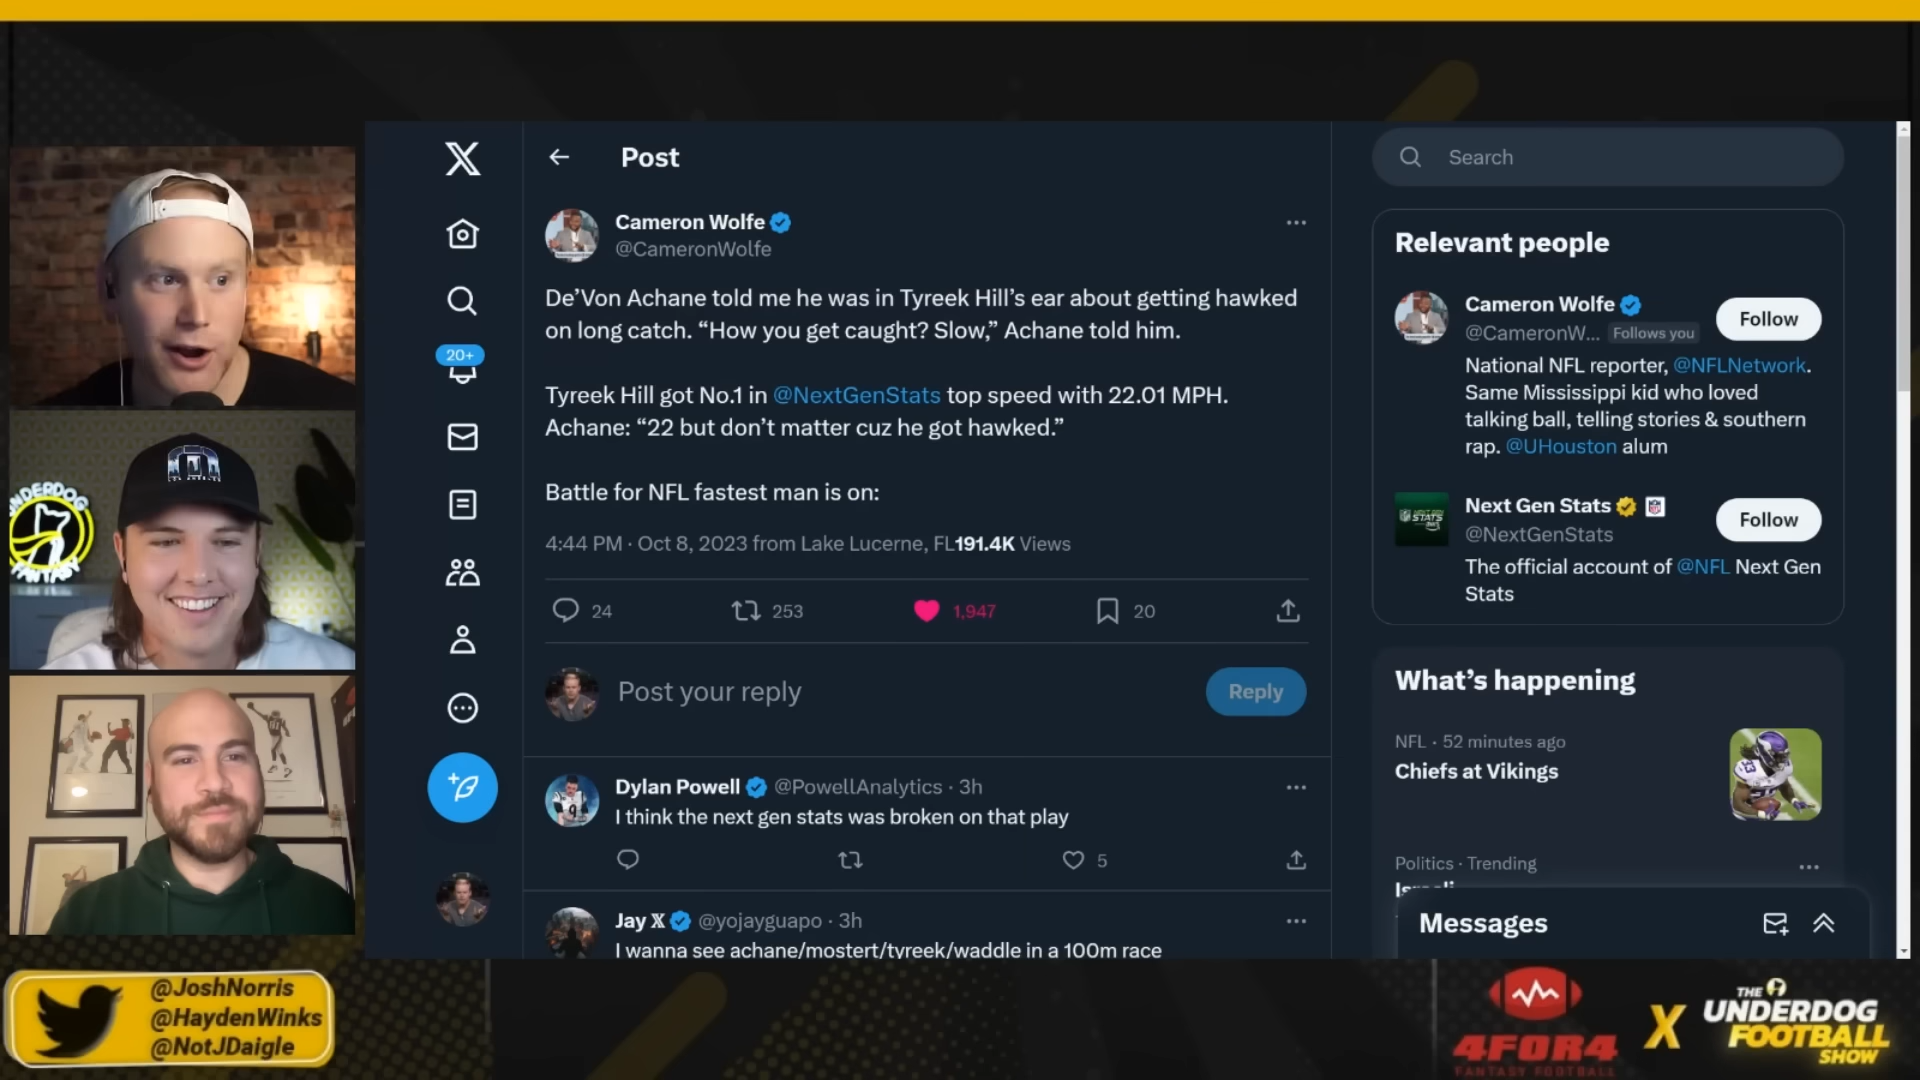 Post
Search
Cameron Wolfe
@CameronWolfe
De’Von Achane told me he was in Tyreek Hill’s ear about getting hawked
on long catch. “How you get caught? Slow,” Achane told him.
Tyreek Hill got No.1 in @NextGenStats top speed with 22.01 MPH.
Achane: “22 but don’t matter cuz he got hawked.”
Battle for NFL fastest man is on:
4:44 PM · Oct 8, 2023 from Lake Lucerne, FL191.4K Views
24
253
1,947
20
Post your reply
Reply
Dylan Powell @PowellAnalytics · 3h
I think the next gen stats was broken on that play
5
Jay X @yojayguapo · 3h
I wanna see achane/mostert/tyreek/waddle in a 100m race
20+
Relevant people
Cameron Wolfe
@CameronW... Follows you
Follow
National NFL reporter, @NFLNetwork.
Same Mississippi kid who loved
talking ball, telling stories & southern
rap. @UHouston alum
Next Gen Stats
@NextGenStats
Follow
The official account of @NFL Next Gen
Stats
What’s happening
NFL · 52 minutes ago
Chiefs at Vikings
Politics · Trending
Messages
UNDERDOG
FANTASY
@JoshNorris
@HaydenWinks
@NotJDaigle
4FOR4
FANTASY FOOTBALL
X
THE
UNDERDOG
FOOTBALL
SHOW